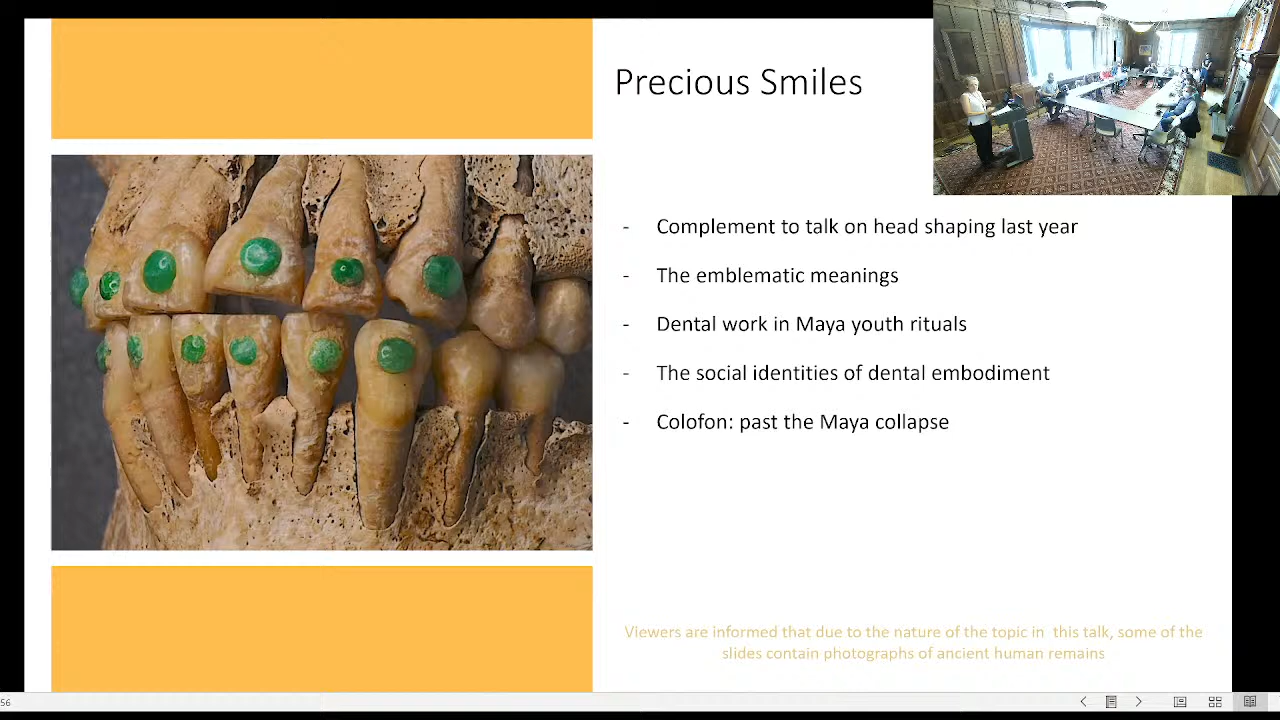 Precious Smiles
- Complement to talk on head shaping last year
- The emblematic meanings
- Dental work in Maya youth rituals
- The social identities of dental embodiment
- Colofon: past the Maya collapse
Viewers are informed that due to the nature of the topic in this talk, some of the
slides contain photographs of ancient human remains
56